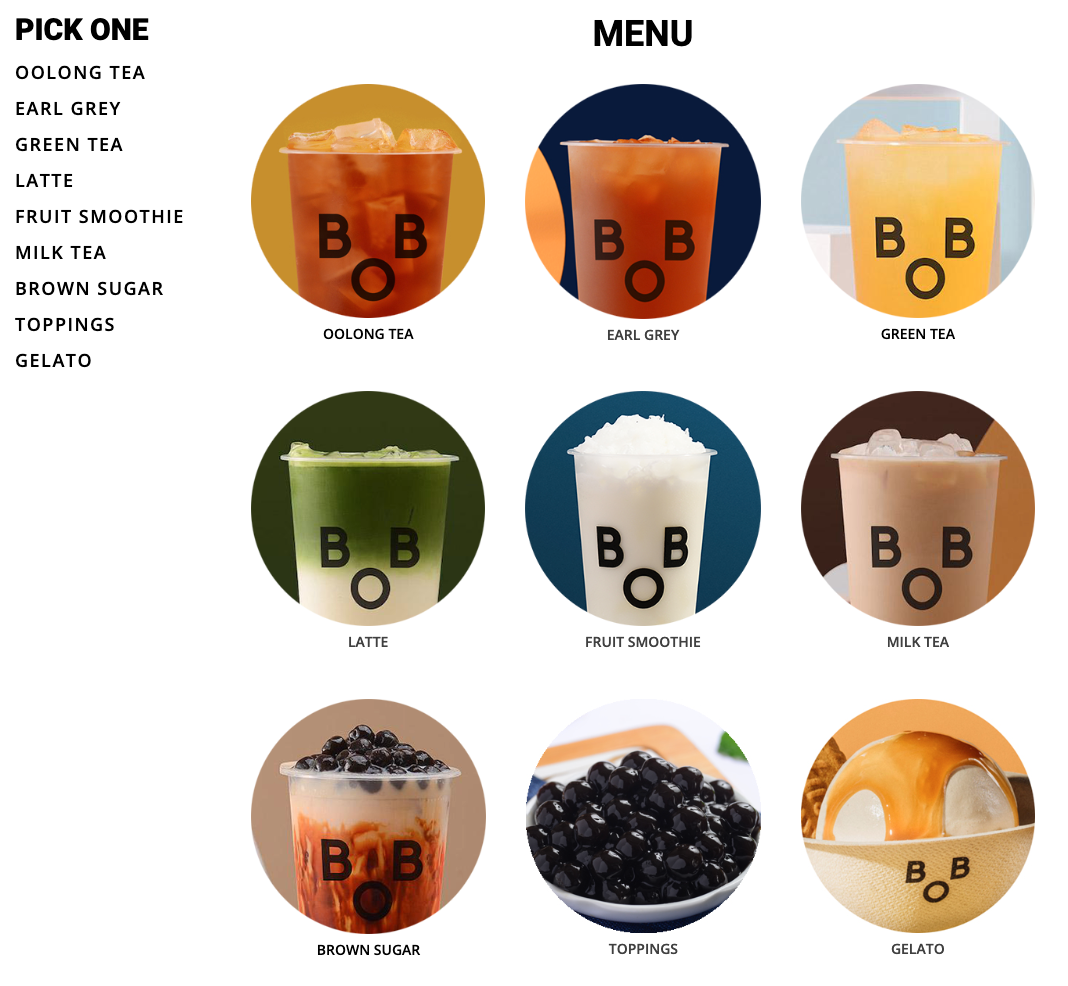 PICK ONE
OOLONG TEA
EARL GREY
GREEN TEA
LATTE
FRUIT SMOOTHIE
MILK TEA
BROWN SUGAR
TOPPINGS
GELATO
MENU
B B
O
OOLONG TEA
B B
O
EARL GREY
B B
O
GREEN TEA
B B
O
LATTE
B B
O
FRUIT SMOOTHIE
B B
O
MILK TEA
B B
O
BROWN SUGAR
TOPPINGS
B B
O
GELATO